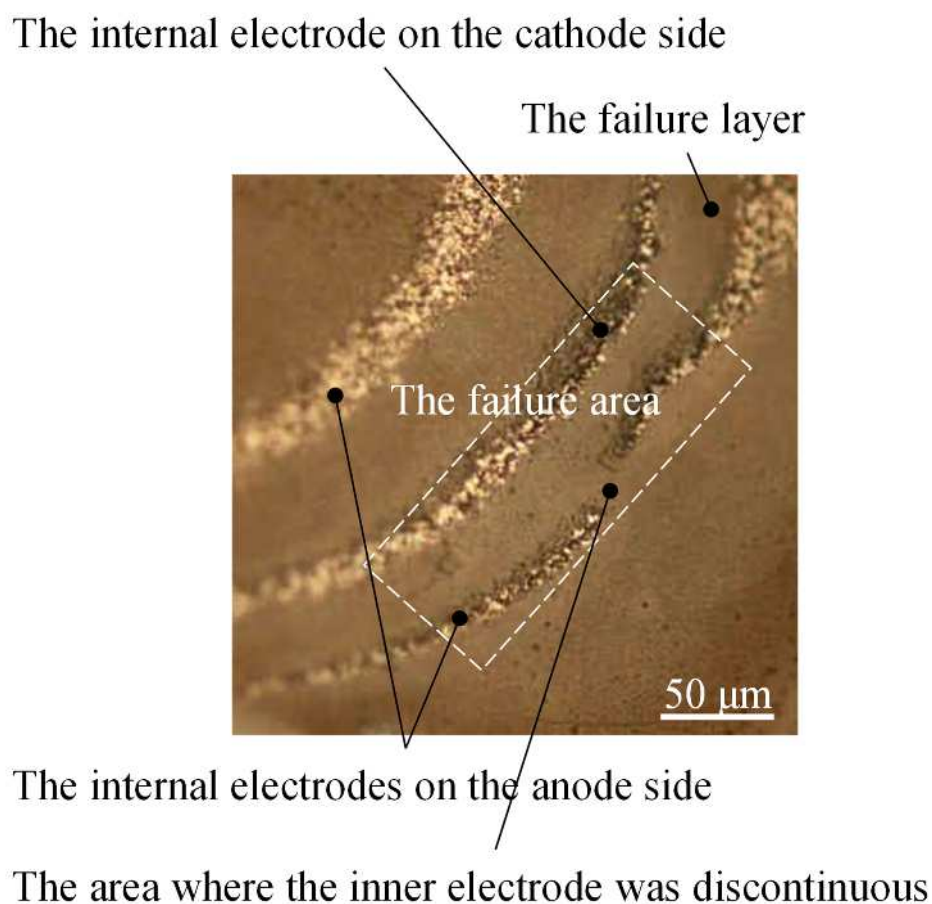 The internal electrode on the cathode side
The failure layer
The failure area
50 μm
The internal electrodes on the anode side
The area where the inner electrode was discontinuous